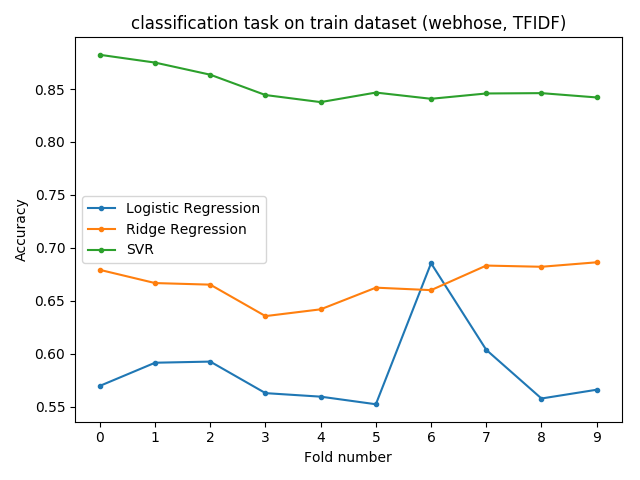 classification task on train dataset (webhose, TFIDF)
Accuracy
0.85
0.80
0.75
0.70
0.65
0.60
0.55
Logistic Regression
Ridge Regression
SVR
0 1 2 3 4 5 6 7 8 9
Fold number